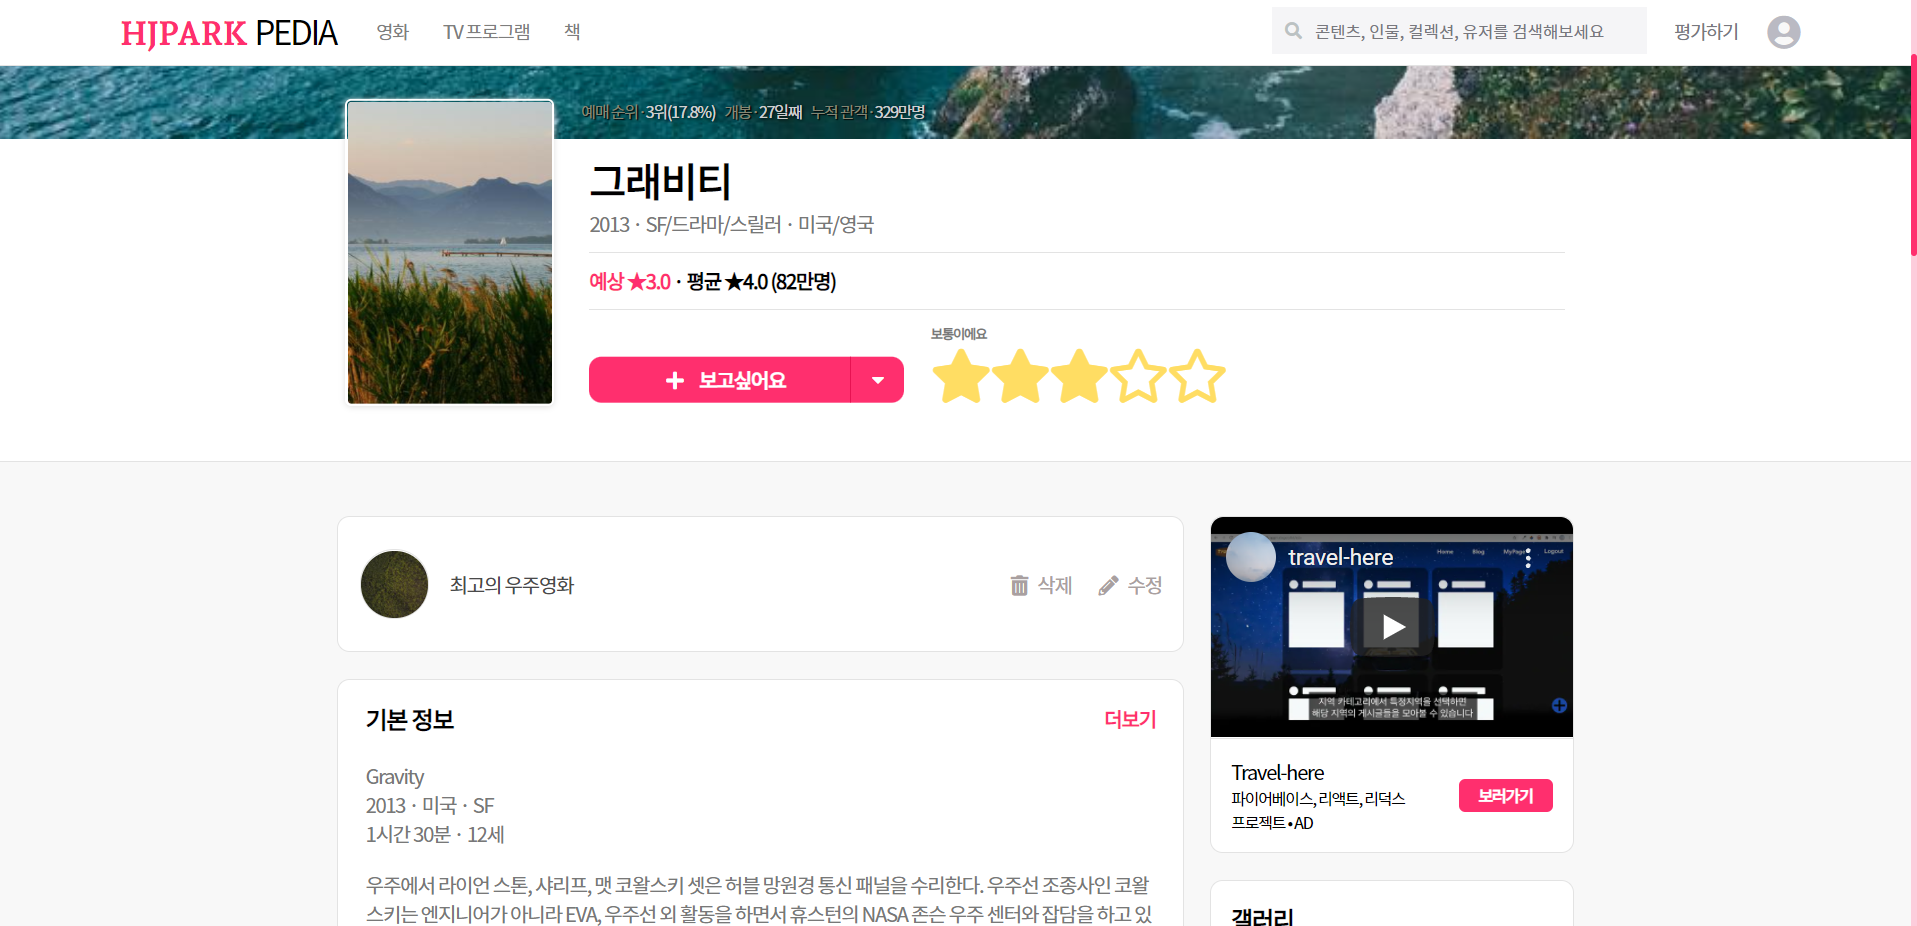 HJPARK PEDIA 영화 TV 프로그램 책 콘텐츠, 인물, 컬렉션, 유저를 검색해보세요 평가하기
예매 순위 · 3위(17.8%) 개봉 · 27일째 누적 관객 · 329만명
그래비티
2013 · SF/드라마/스릴러 · 미국/영국
예상 ★3.0 · 평균 ★4.0 (82만명)
보통이에요
보고싶어요
최고의 우주영화 삭제 수정
travel-here
Home Blog MyPage Logout
지역 카테고리에서 특정지역을 선택하면
해당 지역의 게시글들을 모아볼 수 있습니다
Travel-here
파이어베이스, 리액트, 리덕스
프로젝트 • AD
보러가기
기본 정보 더보기
Gravity
2013 · 미국 · SF
1시간 30분 · 12세
우주에서 라이언 스톤, 샤리프, 맷 코왈스키 셋은 허블 망원경 통신 패널을 수리한다. 우주선 조종사인 코왈
스키는 엔지니어가 아니라 EVA, 우주선 외 활동을 하면서 휴스턴의 NASA 존슨 우주 센터와 잡담을 하고 있
갤러리